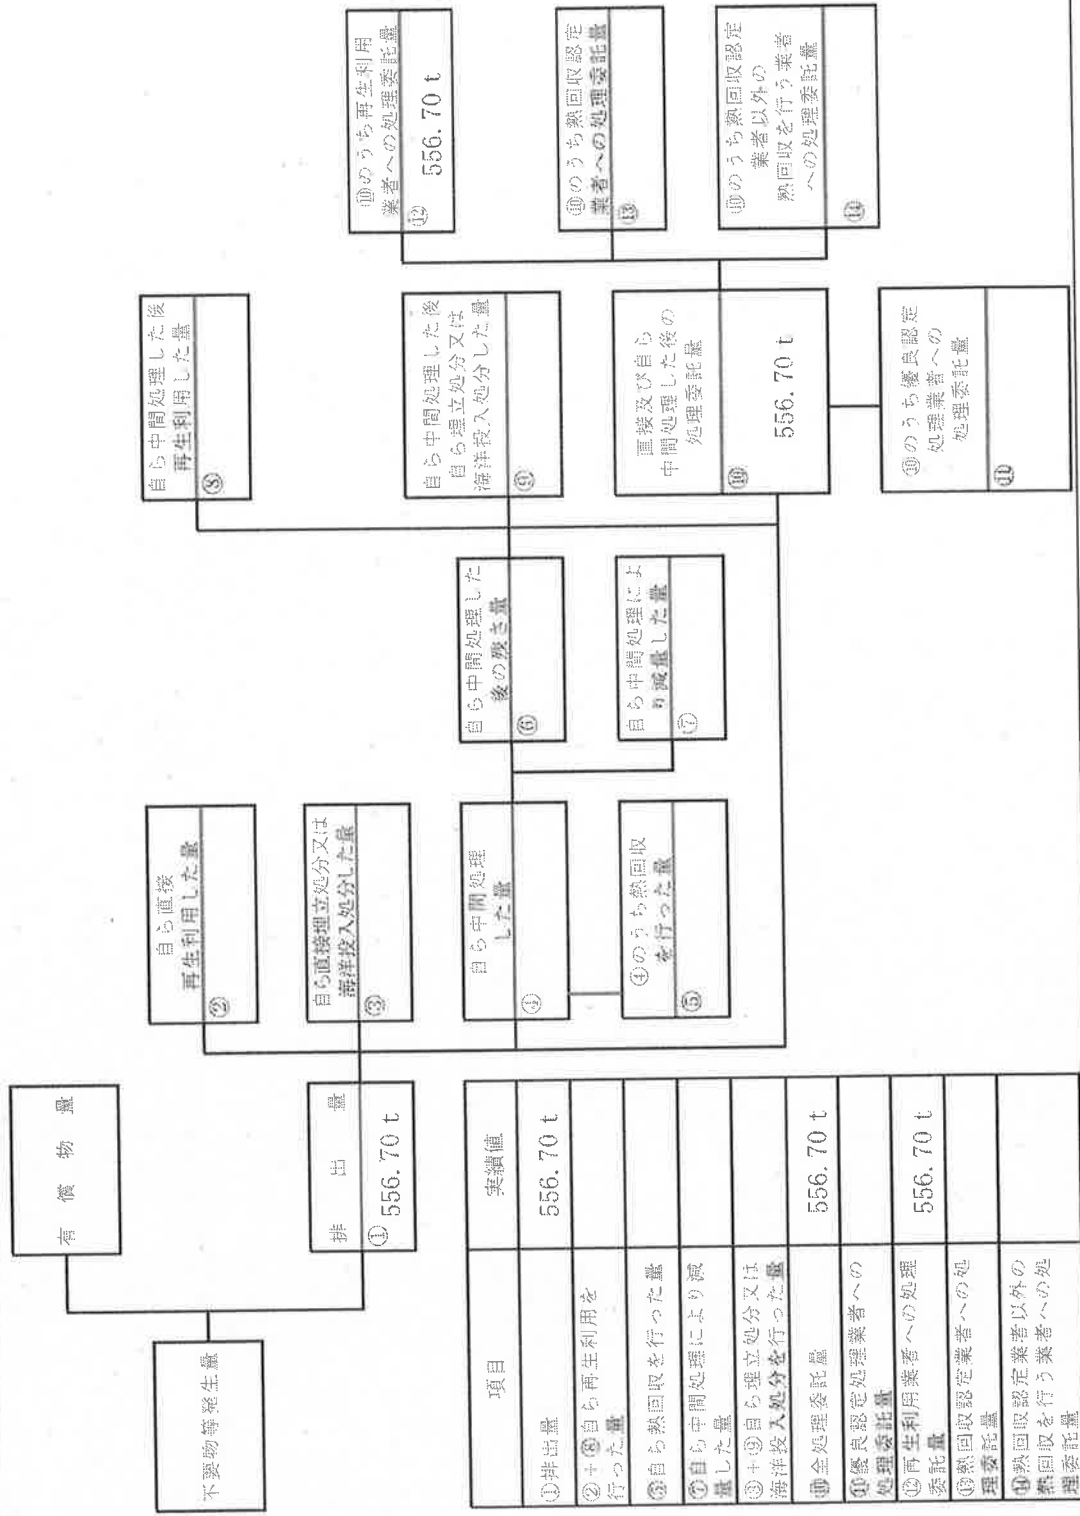 不要物等発生量
有償物量
排出量
① 556.70 t
自ら直接
再生利用した量
②
自ら直接埋立処分又は
海洋投入処分した量
③
自ら中間処理
した量
④
④のうち熱回収
を行った量
⑤
自ら中間処理した
後の残さ量
⑥
自ら中間処理によ
り減量した量
⑦
自ら中間処理した後
再生利用した量
⑧
自ら中間処理した後
自ら埋立処分又は
海洋投入処分した量
⑨
直接及び自ら
中間処理した後の
処理委託量
⑩
556.70 t
⑩のうち優良認定
処理業者への
処理委託量
⑪
⑩のうち再生利用
業者への処理委託量
⑫
556.70 t
⑩のうち熱回収認定
業者への処理委託量
⑬
⑩のうち熱回収認定
業者以外の
熱回収を行う業者
への処理委託量
⑭
項目 実績値
①排出量 556.70 t
②+⑧自ら再生利用を
行った量
⑤自ら熱回収を行った量
⑦自ら中間処理により減
量した量
③+⑨自ら埋立処分又は
海洋投入処分を行った量
⑩全処理委託量 556.70 t
⑪優良認定処理業者への
処理委託量
⑫再生利用業者への処理
委託量 556.70 t
⑬熱回収認定業者への処
理委託量
⑭熱回収認定業者以外の
熱回収を行う業者への処
理委託量